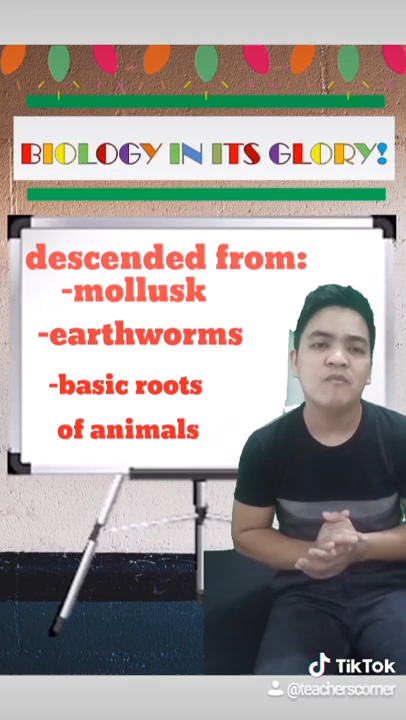 BIOLOGY IN ITS GLORY!
descended from:
-mollusk
-earthworms
-basic roots
of animals
TikTok
@teacherscorner